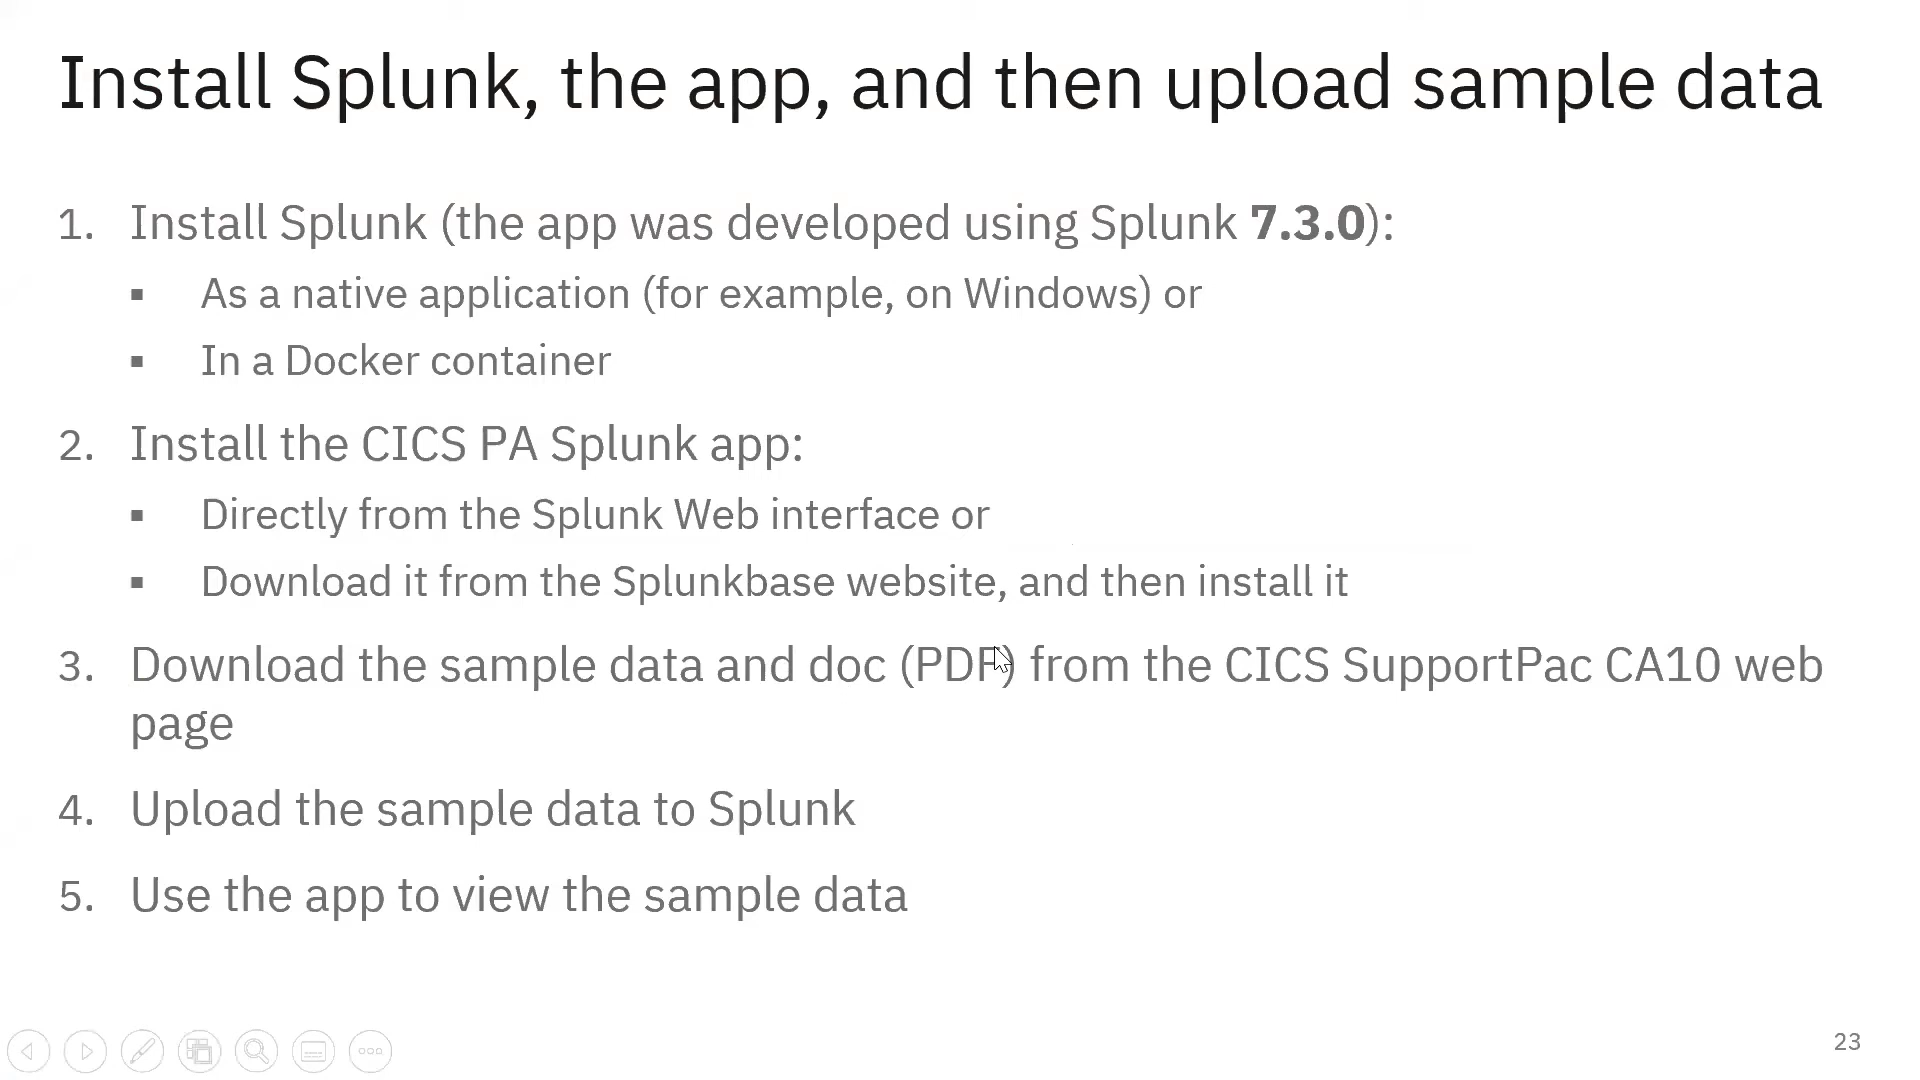 Install Splunk, the app, and then upload sample data
1. Install Splunk (the app was developed using Splunk 7.3.0):
▪ As a native application (for example, on Windows) or
▪ In a Docker container
2. Install the CICS PA Splunk app:
▪ Directly from the Splunk Web interface or
▪ Download it from the Splunkbase website, and then install it
3. Download the sample data and doc (PDF) from the CICS SupportPac CA10 web
page
4. Upload the sample data to Splunk
5. Use the app to view the sample data
23